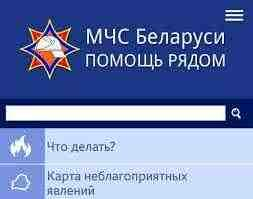 МЧС Беларуси
ПОМОЩЬ РЯДОМ
Что делать?
Карта неблагоприятных
явлений